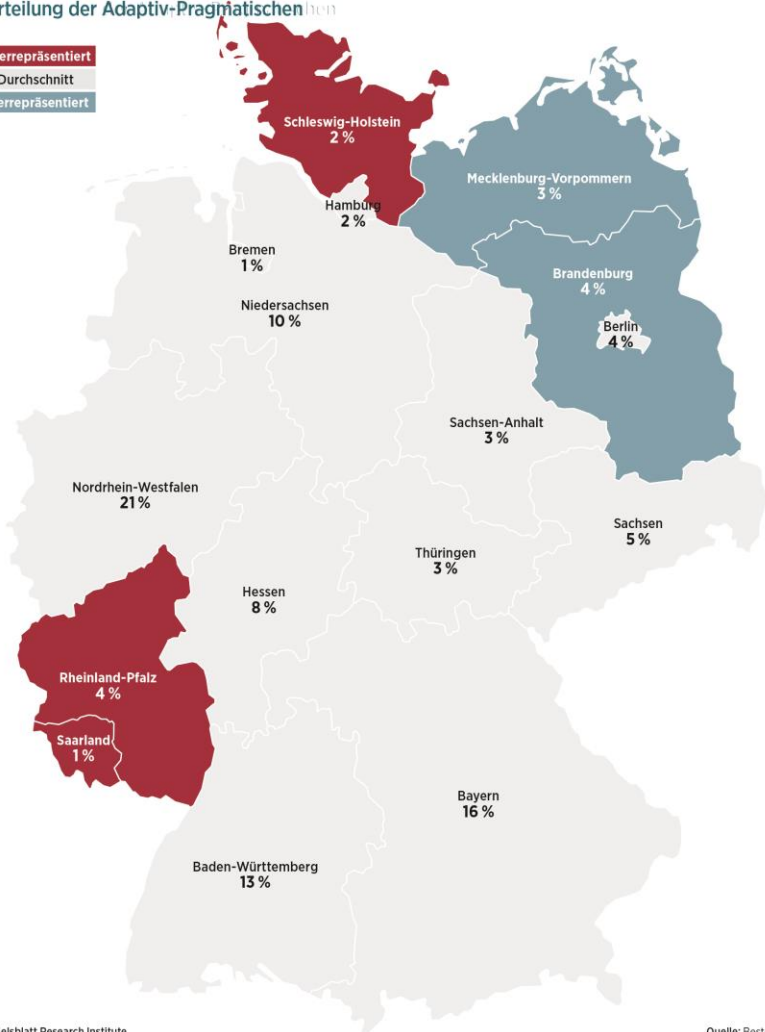 rteilung der Adaptiv-Pragmatischen
errepräsentiert
Durchschnitt
errepräsentiert
Schleswig-Holstein
2 %
Mecklenburg-Vorpommern
3 %
Hamburg
2 %
Bremen
1 %
Brandenburg
4 %
Niedersachsen
10 %
Berlin
4 %
Sachsen-Anhalt
3 %
Nordrhein-Westfalen
21 %
Sachsen
5 %
Thüringen
3 %
Hessen
8 %
Rheinland-Pfalz
4 %
Saarland
1 %
Bayern
16 %
Baden-Württemberg
13 %
elsblatt Research Institute
Quelle: Best